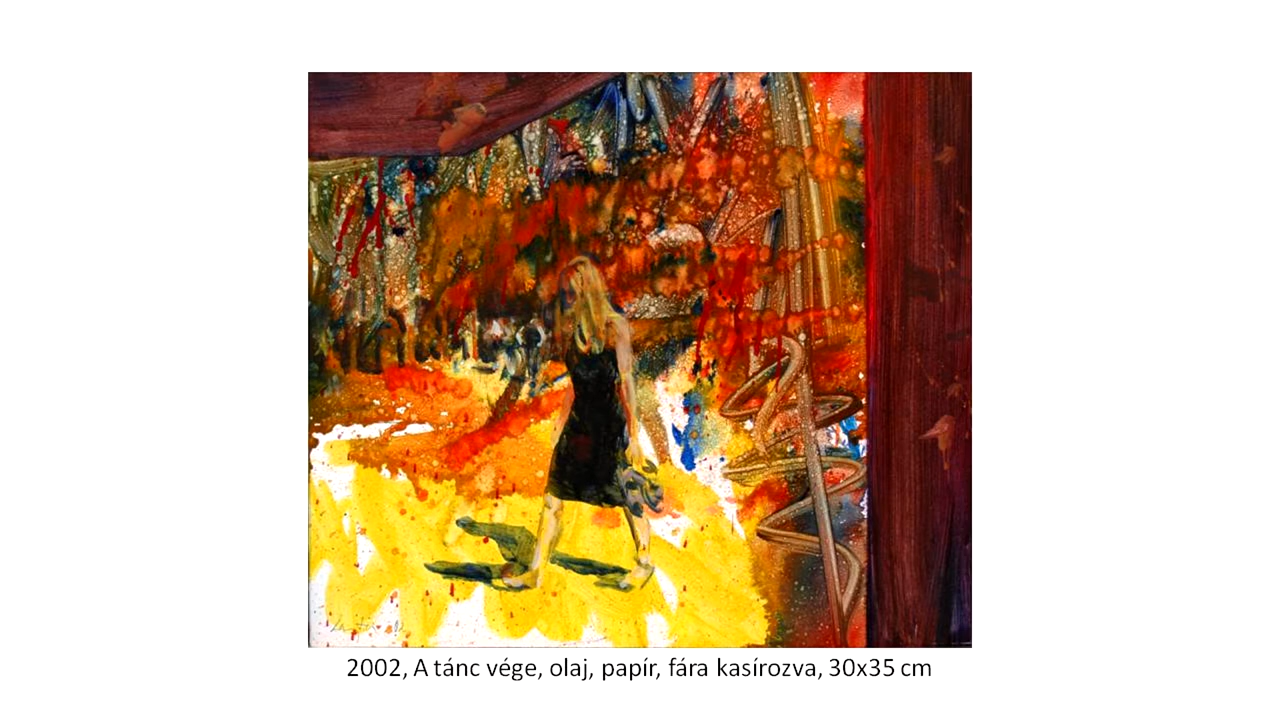 2002, A tánc vége, olaj, papír, fára kasírozva, 30x35 cm